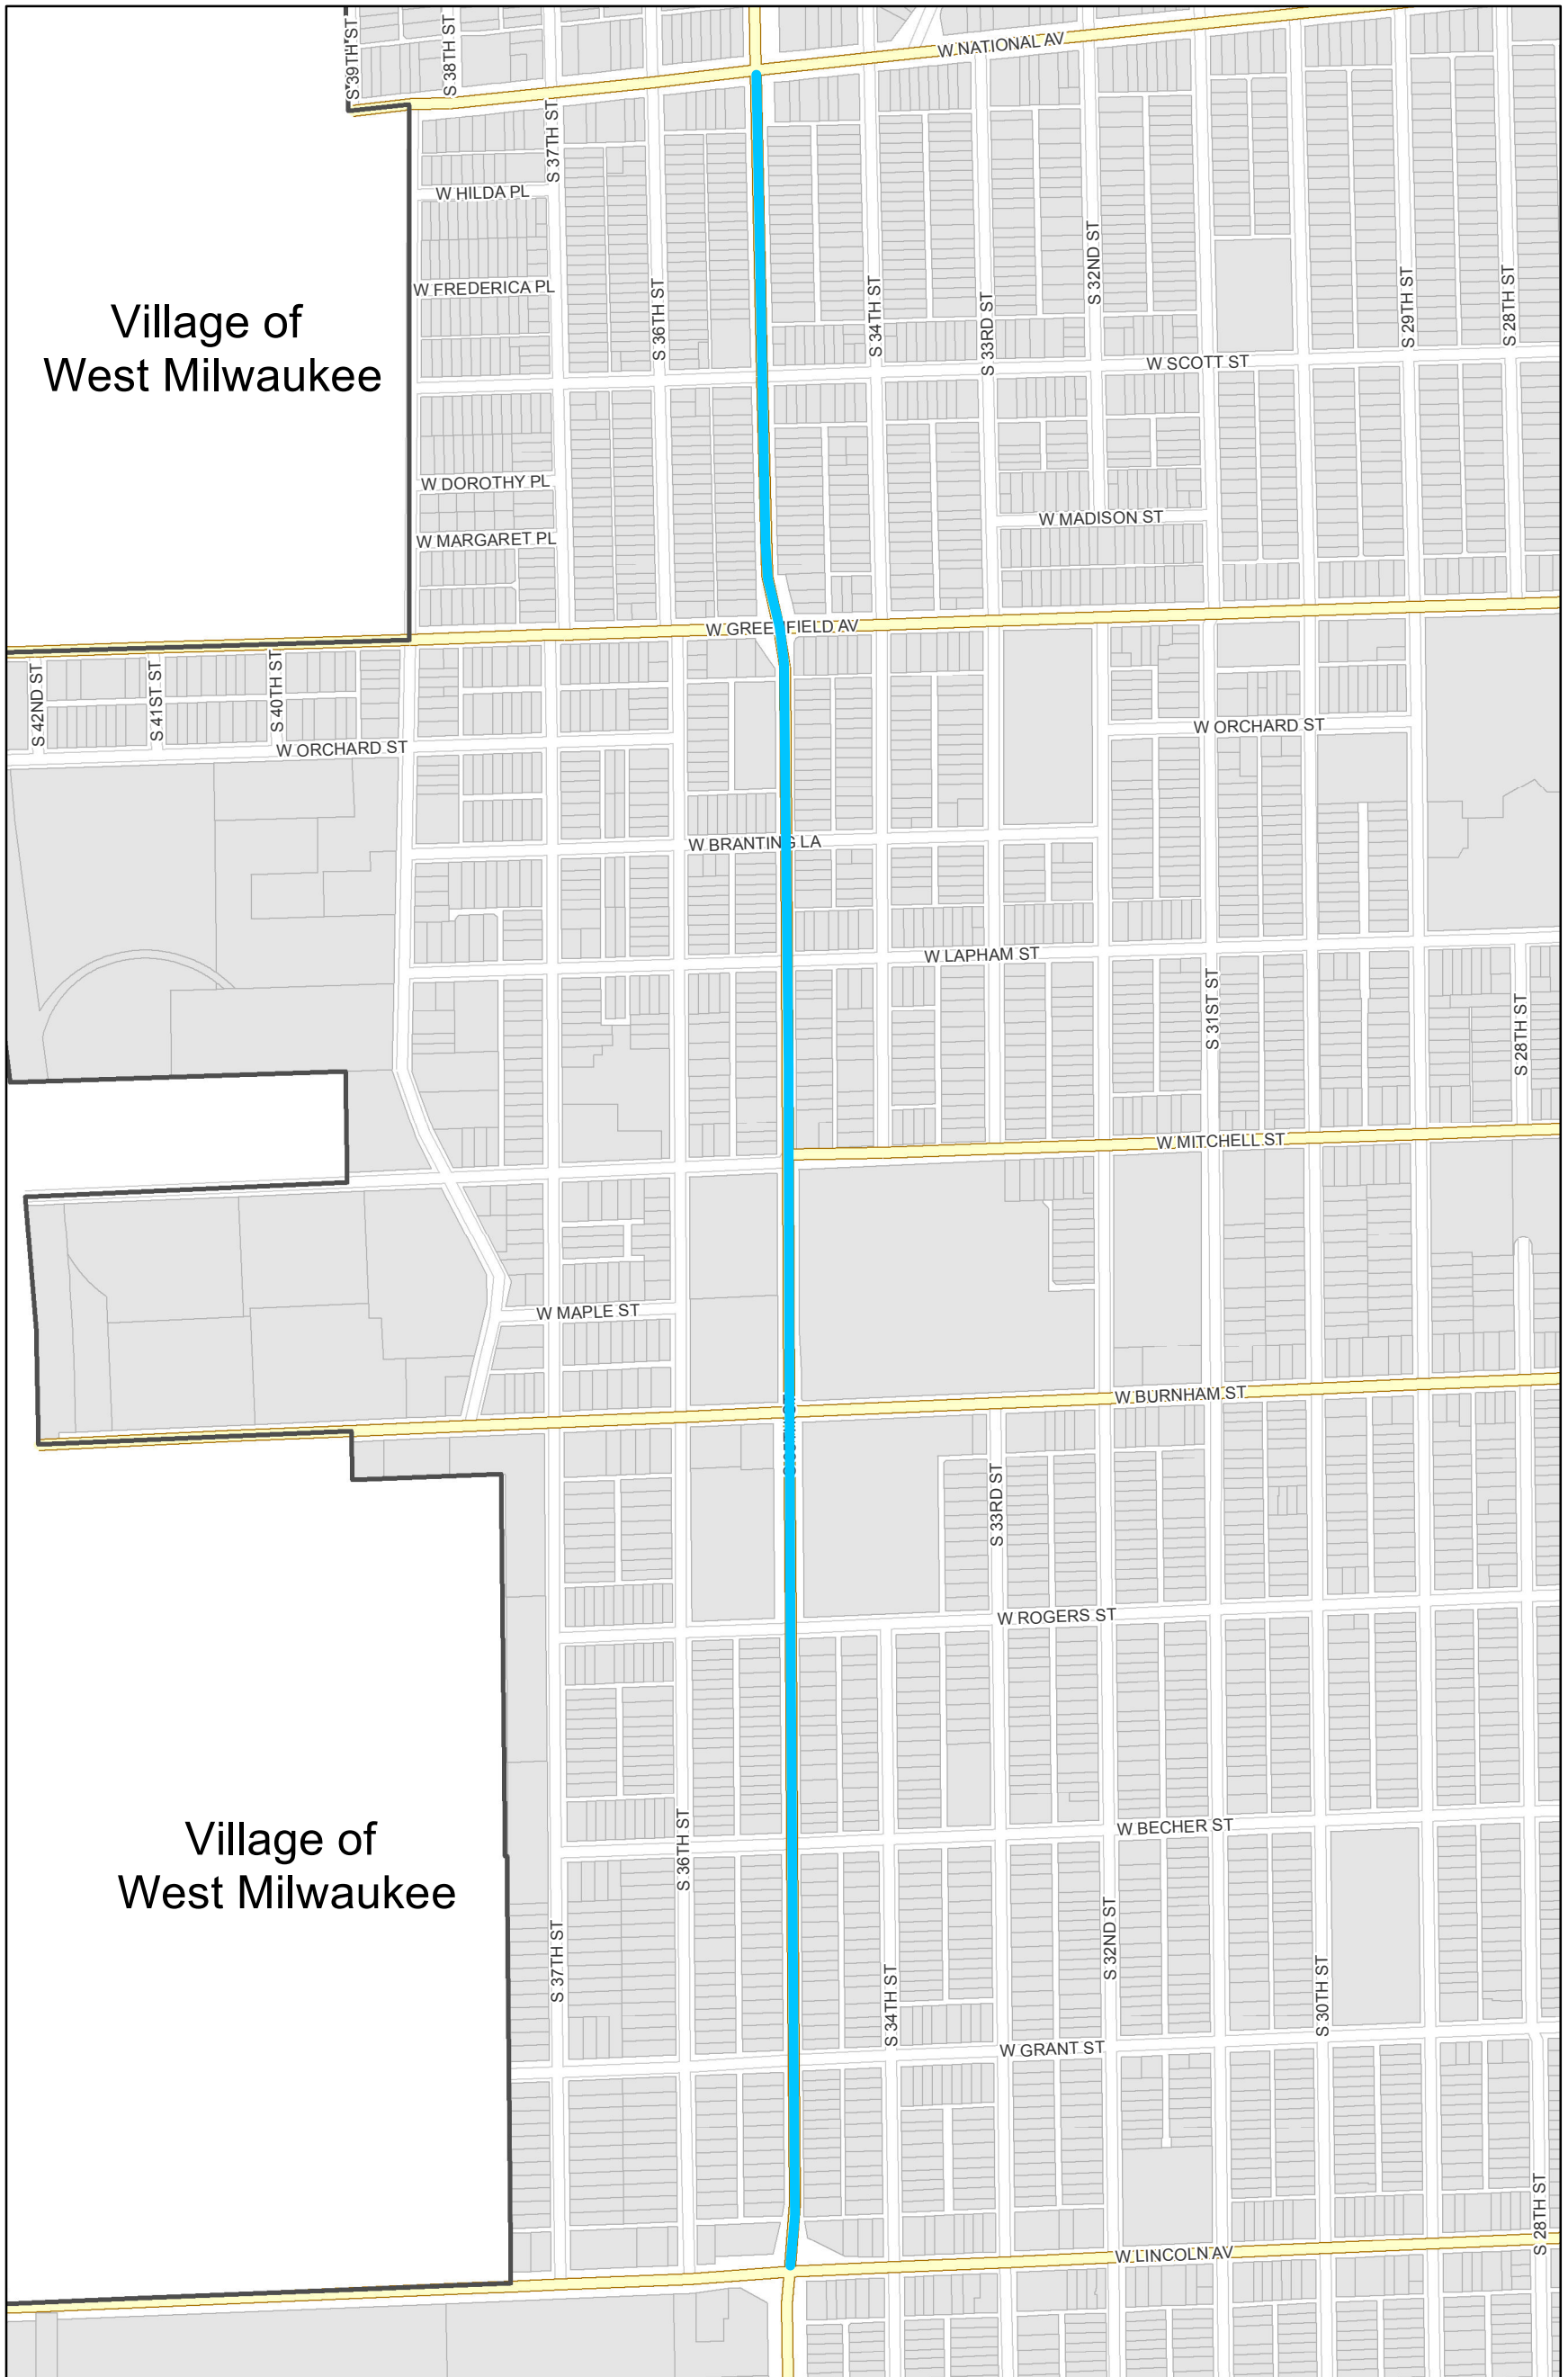 S 39TH ST
S 38TH ST
W NATIONAL AV
S 37TH ST
W HILDA PL
S 32ND ST
W FREDERICA PL
S 36TH ST
S 34TH ST
S 33RD ST
S 29TH ST
S 28TH ST
Village of
West Milwaukee
W SCOTT ST
W DOROTHY PL
W MADISON ST
W MARGARET PL
W GREENFIELD AV
S 42ND ST
S 41ST ST
S 40TH ST
W ORCHARD ST
W ORCHARD ST
W BRANTING LA
W LAPHAM ST
S 31ST ST
S 28TH ST
W MITCHELL ST
W MAPLE ST
W BURNHAM ST
S 33RD ST
W ROGERS ST
W BECHER ST
S 36TH ST
Village of
West Milwaukee
S 37TH ST
S 32ND ST
S 34TH ST
S 30TH ST
W GRANT ST
S 28TH ST
W LINCOLN AV